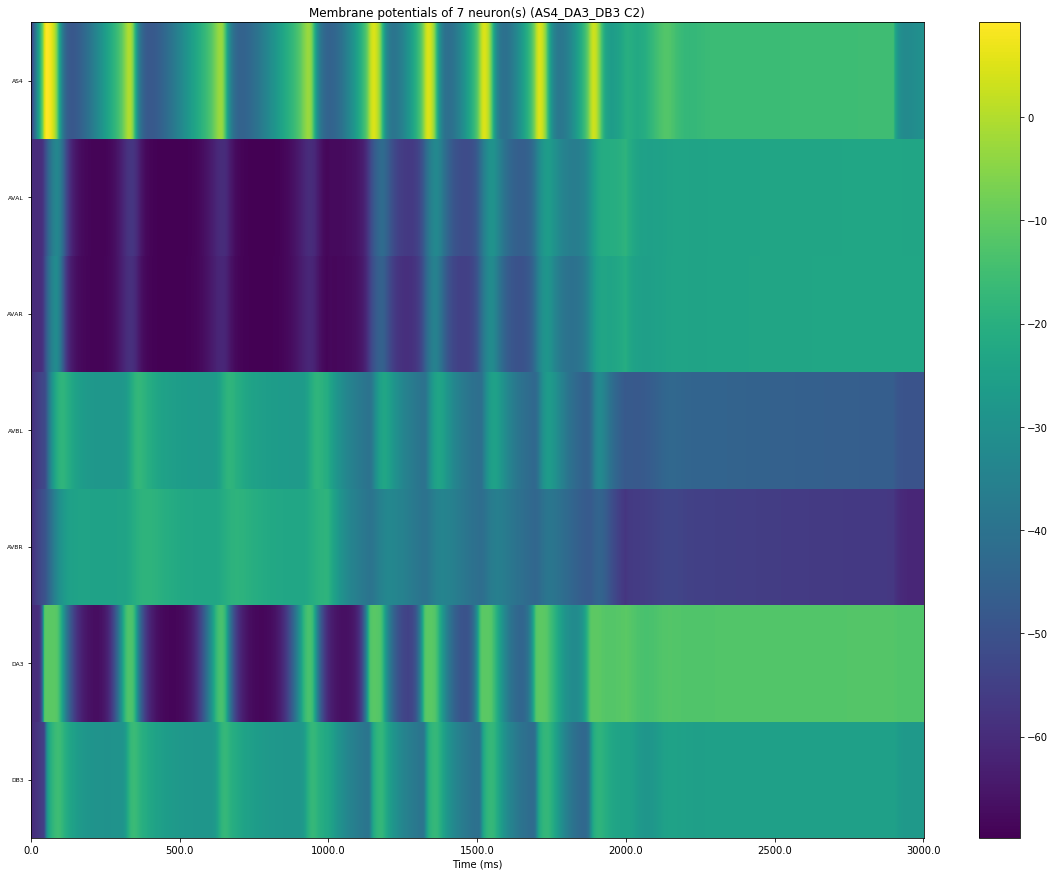 Membrane potentials of 7 neuron(s) (AS4_DA3_DB3 C2)
AS4
AVAL
AVAR
AVBL
AVBR
DA3
DB3
0.0 500.0 1000.0 1500.0 2000.0 2500.0 3000.0
Time (ms)
0
−10
−20
−30
−40
−50
−60